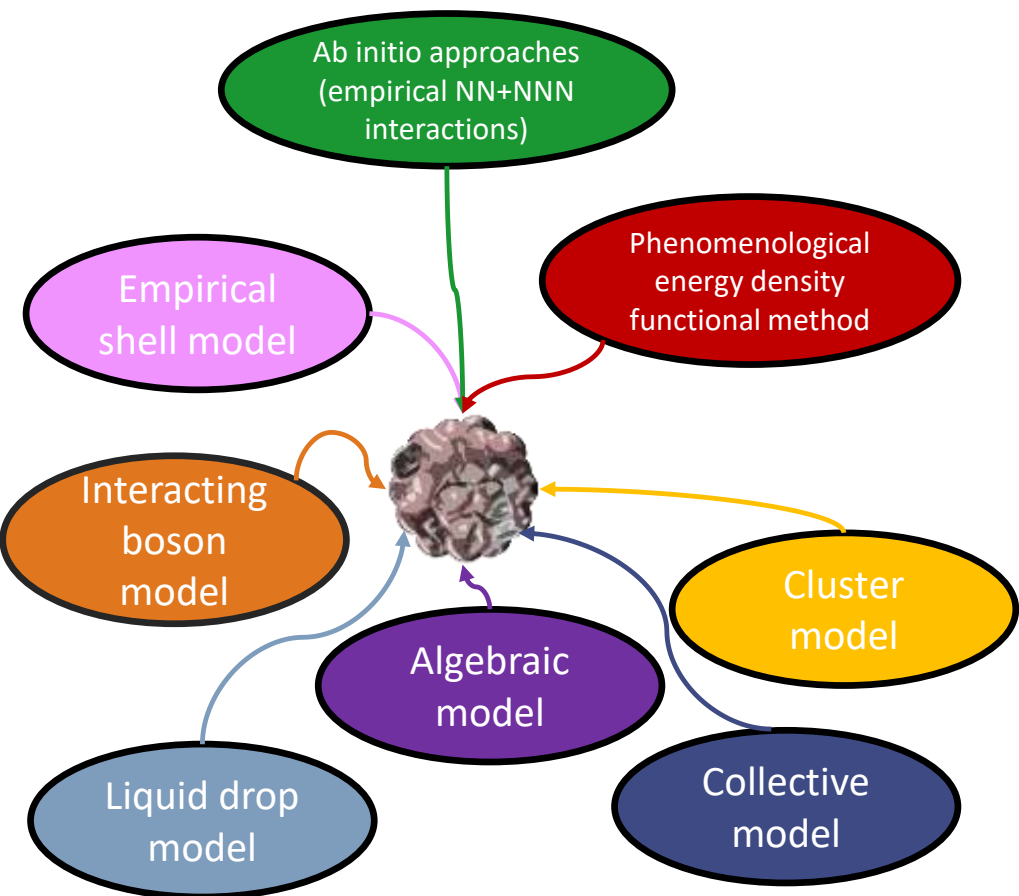 Ab initio approaches
(empirical NN+NNN
interactions)
Phenomenological
energy density
functional method
Empirical
shell model
Interacting
boson
model
Cluster
model
Algebraic
model
Liquid drop
model
Collective
model